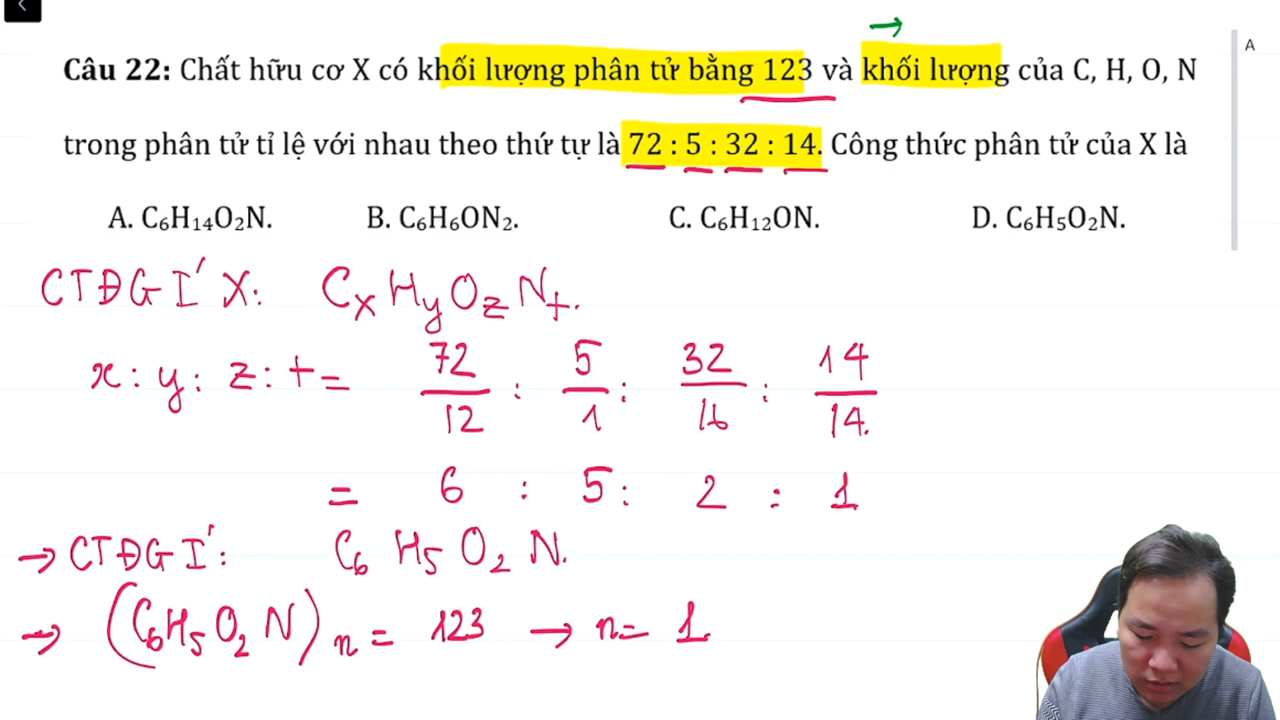 A
Câu 22: Chất hữu cơ X có khối lượng phân tử bằng 123 và khối lượng của C, H, O, N
trong phân tử tỉ lệ với nhau theo thứ tự là 72 : 5 : 32 : 14. Công thức phân tử của X là
A. C₆H₁₄O₂N. B. C₆H₆ON₂. C. C₆H₁₂ON. D. C₆H₅O₂N.
CTĐGI' X: CxHyOzNt.
x : y : z : t = 72/12 : 5/1 : 32/16 : 14/14.
= 6 : 5 : 2 : 1
→ CTĐGI': C₆H₅O₂N.
→ (C₆H₅O₂N)n = 123 → n = 1.